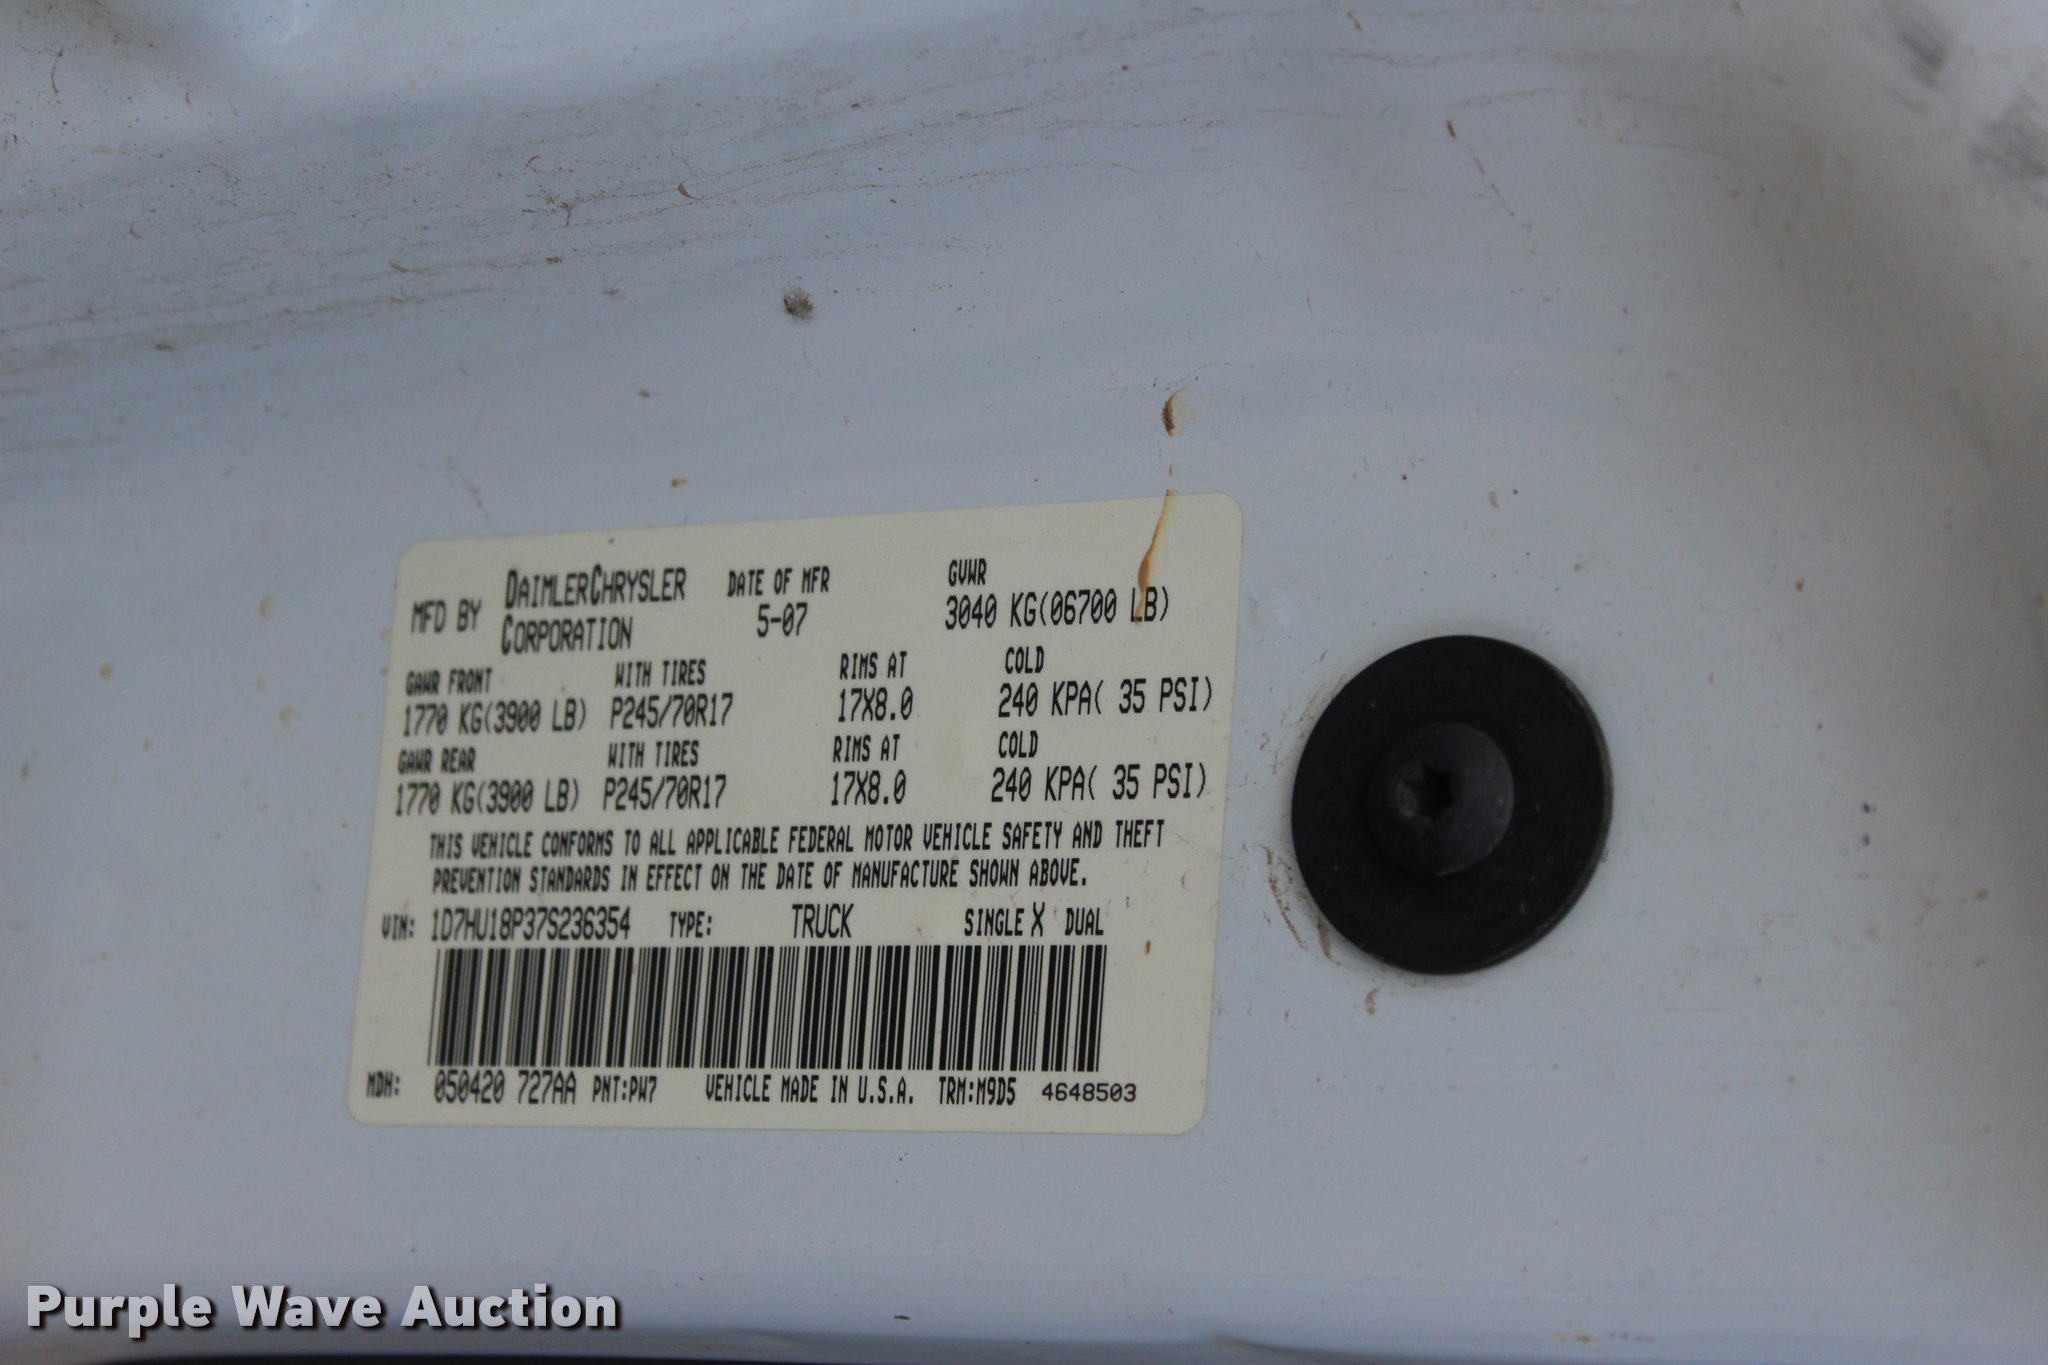 MFD BY DAIMLERCHRYSLER CORPORATION DATE OF MFR 5-07 GVWR 3040 KG(06700 LB)
GAWR FRONT WITH TIRES RIMS AT COLD
1770 KG(3900 LB) P245/70R17 17X8.0 240 KPA( 35 PSI)
GAWR REAR WITH TIRES RIMS AT COLD
1770 KG(3900 LB) P245/70R17 17X8.0 240 KPA( 35 PSI)
THIS VEHICLE CONFORMS TO ALL APPLICABLE FEDERAL MOTOR VEHICLE SAFETY AND THEFT
PREVENTION STANDARDS IN EFFECT ON THE DATE OF MANUFACTURE SHOWN ABOVE.
VIN: 1D7HU18P37S236354 TYPE: TRUCK SINGLE X DUAL
MDH: 050420 727AA PNT:PW7 VEHICLE MADE IN U.S.A. TRM:M9D5 4648503
Purple Wave Auction